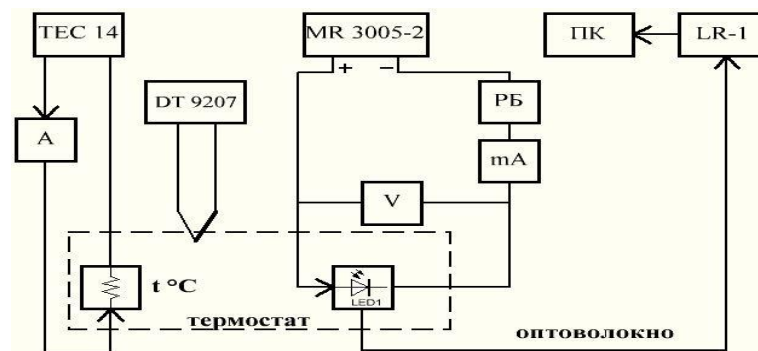 TEC 14
MR 3005-2
ПК
LR-1
+ −
DT 9207
РБ
A
mA
V
t °C
LED1
термостат
оптоволокно